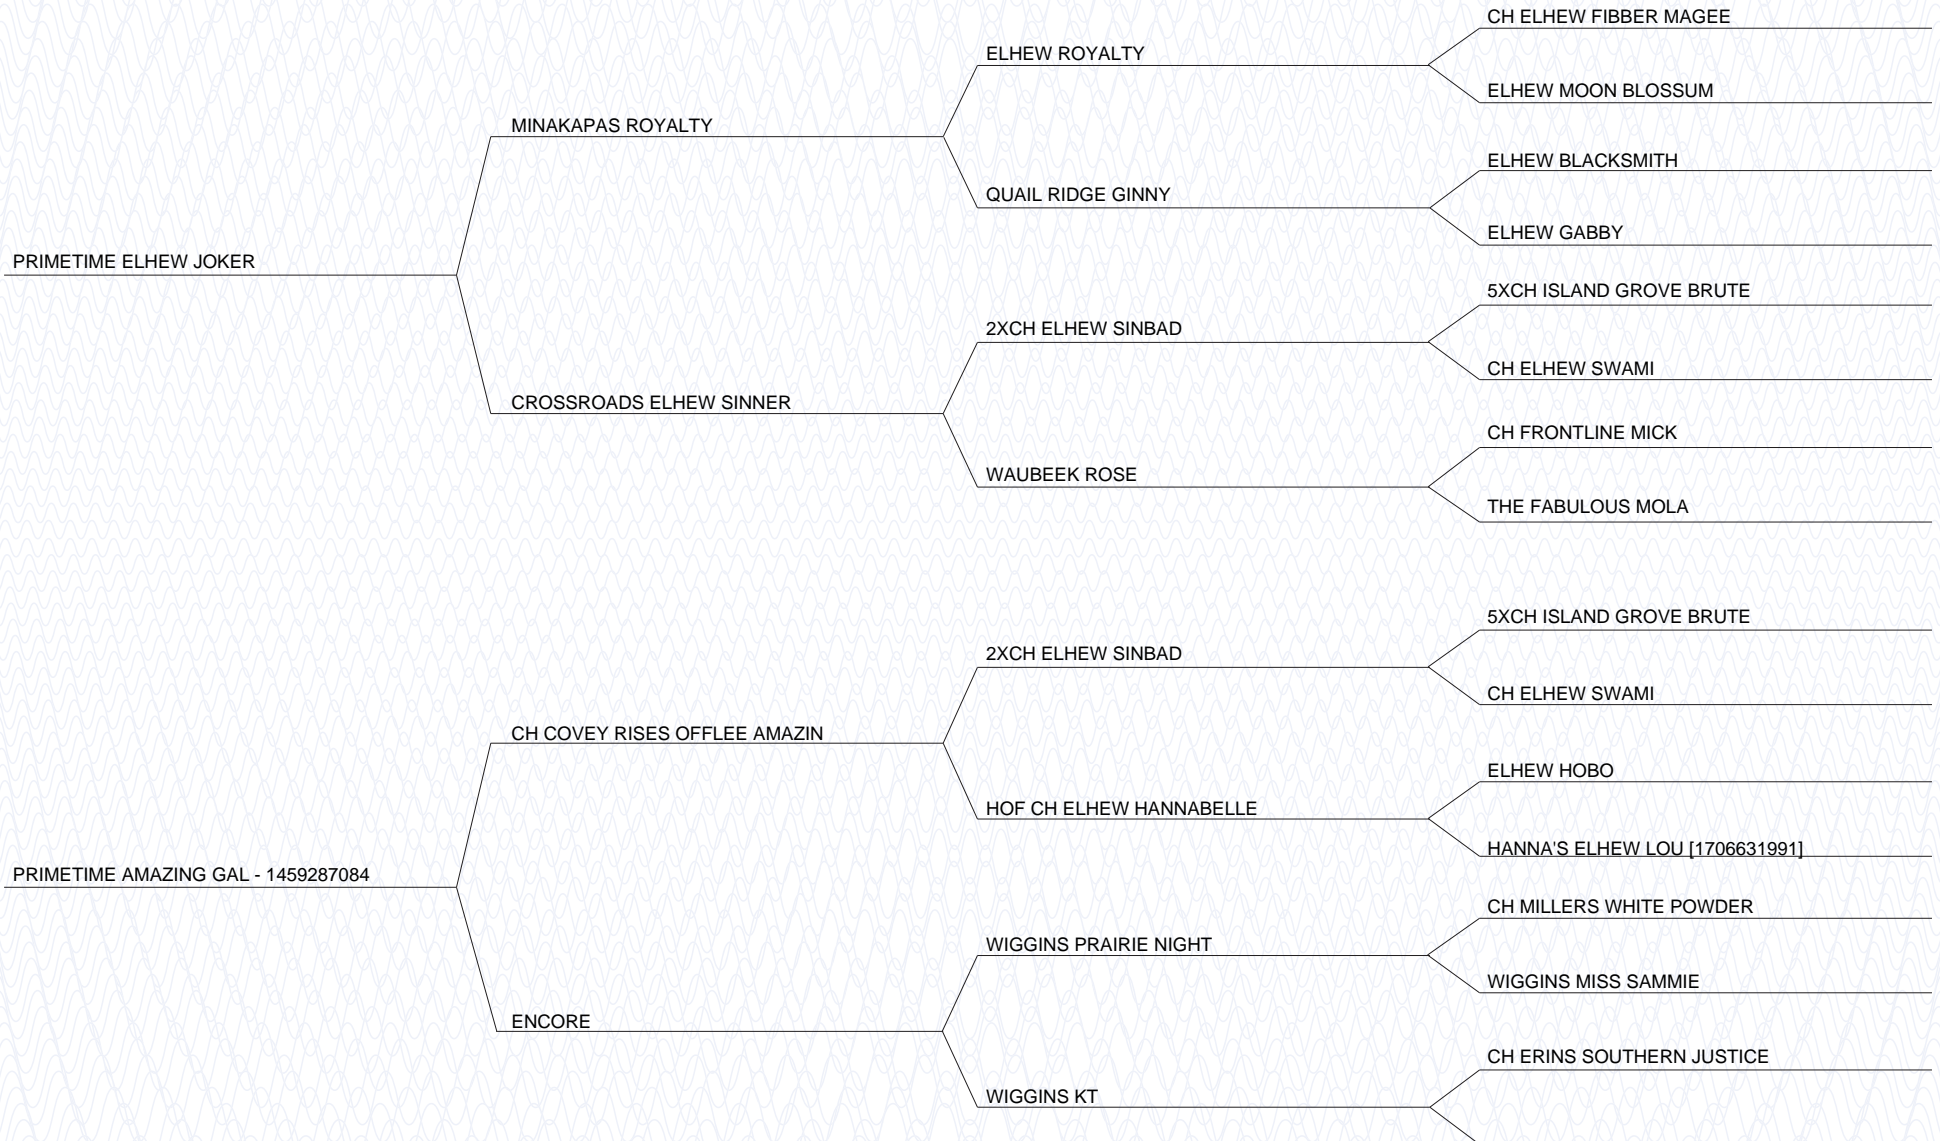 CH ELHEW FIBBER MAGEE
ELHEW ROYALTY
ELHEW MOON BLOSSUM
MINAKAPAS ROYALTY
ELHEW BLACKSMITH
QUAIL RIDGE GINNY
ELHEW GABBY
PRIMETIME ELHEW JOKER
5XCH ISLAND GROVE BRUTE
2XCH ELHEW SINBAD
CH ELHEW SWAMI
CROSSROADS ELHEW SINNER
CH FRONTLINE MICK
WAUBEEK ROSE
THE FABULOUS MOLA
5XCH ISLAND GROVE BRUTE
2XCH ELHEW SINBAD
CH ELHEW SWAMI
CH COVEY RISES OFFLEE AMAZIN
ELHEW HOBO
HOF CH ELHEW HANNABELLE
HANNA'S ELHEW LOU [1706631991]
PRIMETIME AMAZING GAL - 1459287084
CH MILLERS WHITE POWDER
WIGGINS PRAIRIE NIGHT
WIGGINS MISS SAMMIE
ENCORE
CH ERINS SOUTHERN JUSTICE
WIGGINS KT